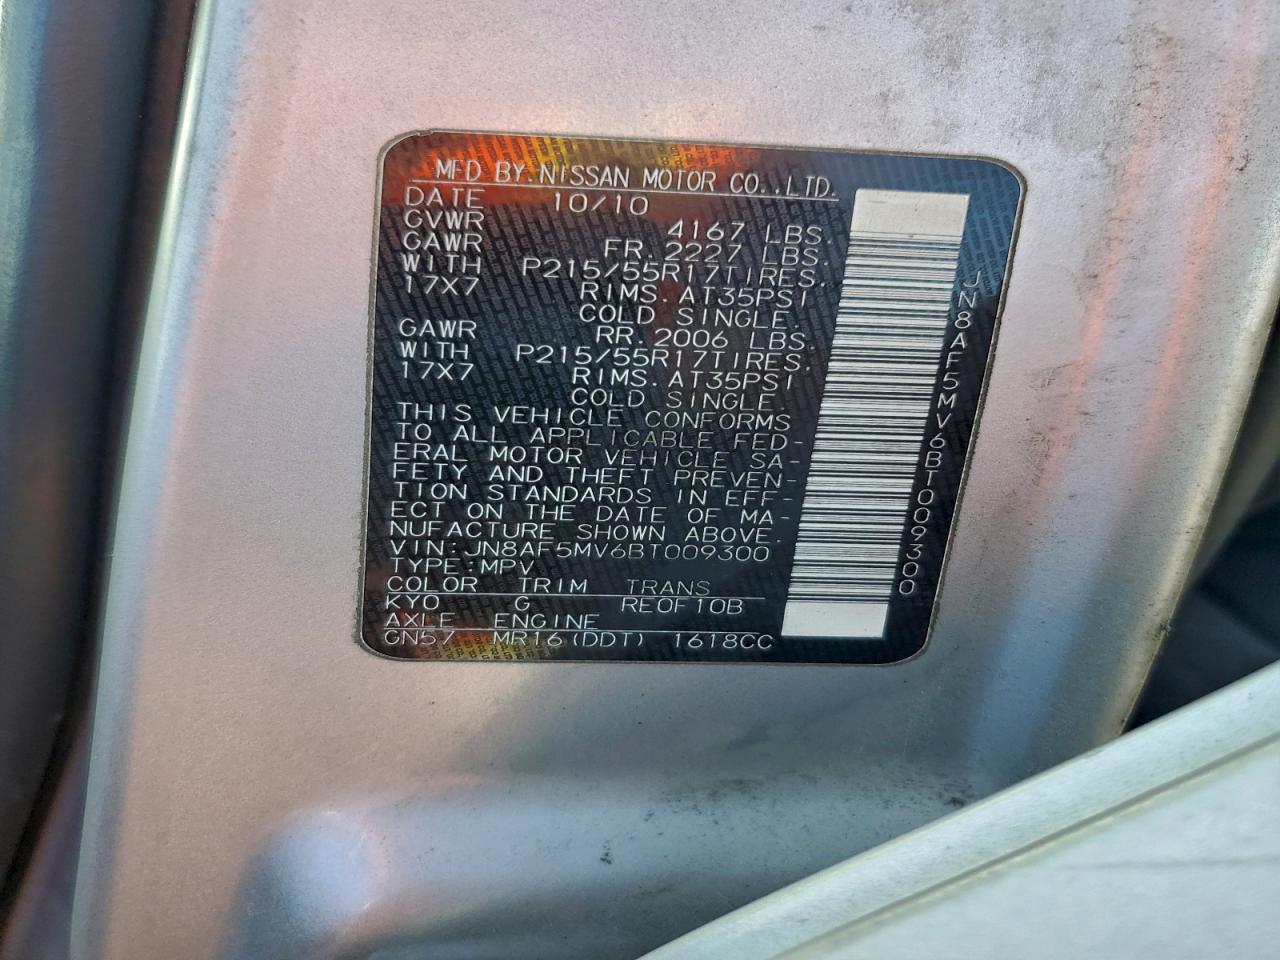 MFD BY NISSAN MOTOR CO.,LTD.
DATE 10/10
GVWR 4167 LBS.
GAWR FR. 2227 LBS.
WITH P215/55R17TIRES,
17X7 RIMS. AT35PSI
COLD SINGLE.
GAWR RR. 2006 LBS.
WITH P215/55R17TIRES,
17X7 RIMS. AT35PSI
COLD SINGLE.
THIS VEHICLE CONFORMS
TO ALL APPLICABLE FED-
ERAL MOTOR VEHICLE SA-
FETY AND THEFT PREVEN-
TION STANDARDS IN EFF-
ECT ON THE DATE OF MA-
NUFACTURE SHOWN ABOVE.
VIN:JN8AF5MV6BT009300
TYPE:MPV
COLOR TRIM TRANS
KYO G RE0F10B
AXLE ENGINE
GN57 MR16(DDT) 1618CC
JN8AF5MV6BT009300